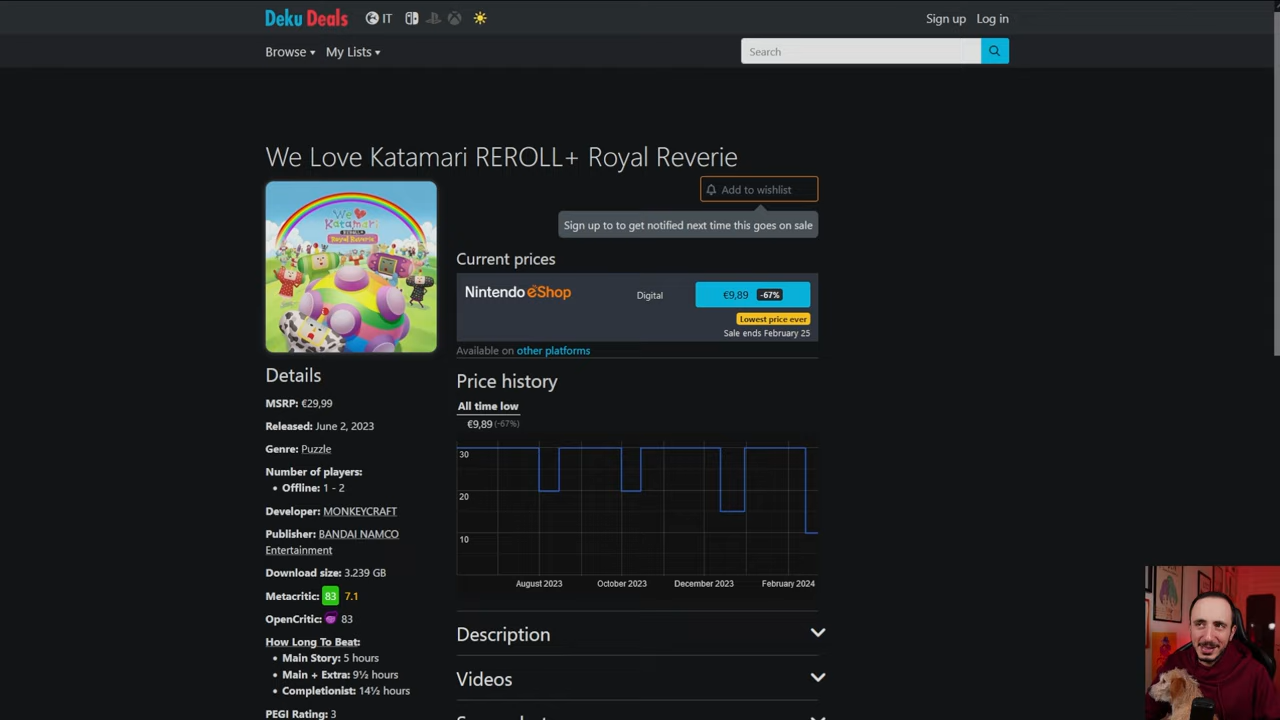 Deku Deals IT Sign up Log in
Browse My Lists Search
We Love Katamari REROLL+ Royal Reverie
Add to wishlist
Sign up to to get notified next time this goes on sale
We
Katamari
REROLL+
Royal Reverie
Current prices
Nintendo eShop Digital €9,89 -67%
Lowest price ever
Sale ends February 25
Available on other platforms
Details
MSRP: €29,99
Released: June 2, 2023
Genre: Puzzle
Number of players:
• Offline: 1 - 2
Developer: MONKEYCRAFT
Publisher: BANDAI NAMCO
Entertainment
Download size: 3.239 GB
Metacritic: 83 7.1
OpenCritic: 83
How Long To Beat:
• Main Story: 5 hours
• Main + Extra: 9½ hours
• Completionist: 14½ hours
PEGI Rating: 3
Price history
All time low
€9,89 (-67%)
30
20
10
August 2023 October 2023 December 2023 February 2024
Description
Videos